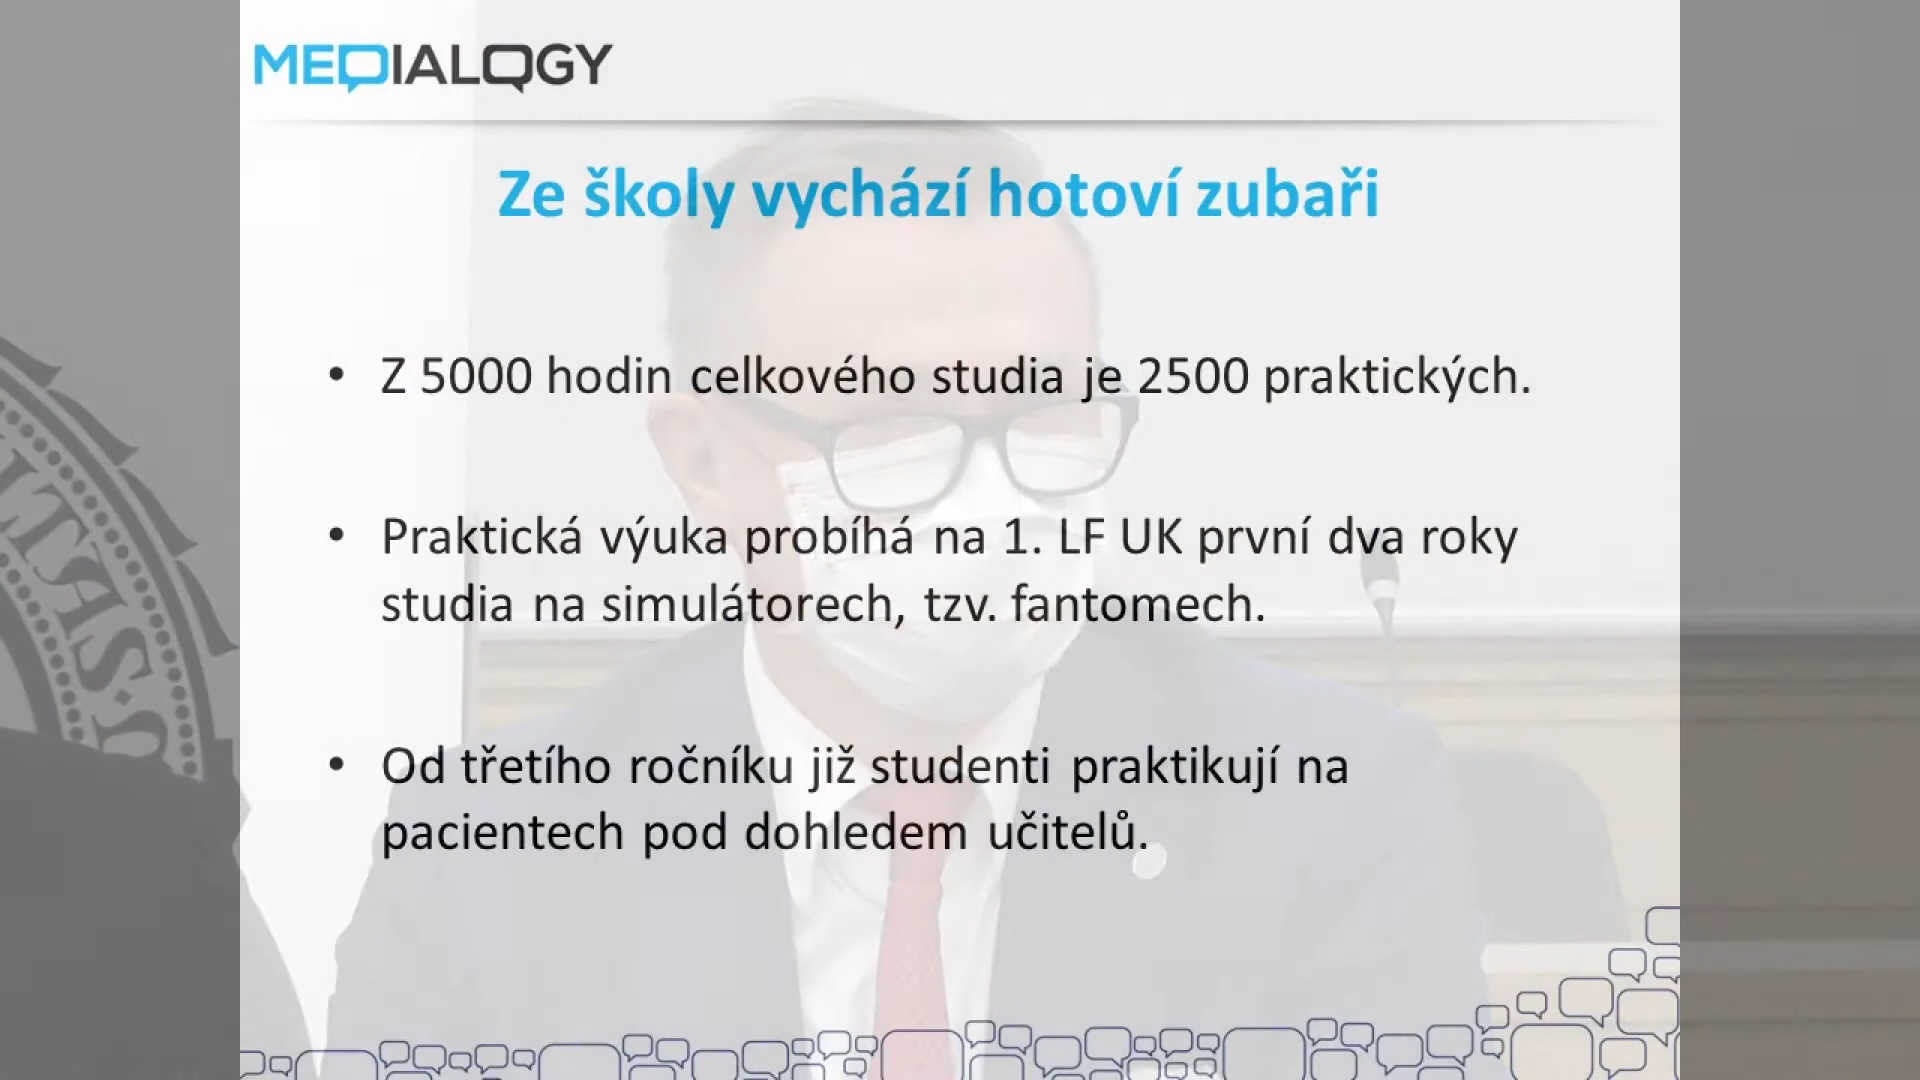 MEDIALOGY
Ze školy vychází hotoví zubaři
• Z 5000 hodin celkového studia je 2500 praktických.
• Praktická výuka probíhá na 1. LF UK první dva roky
studia na simulátorech, tzv. fantomech.
• Od třetího ročníku již studenti praktikují na
pacientech pod dohledem učitelů.